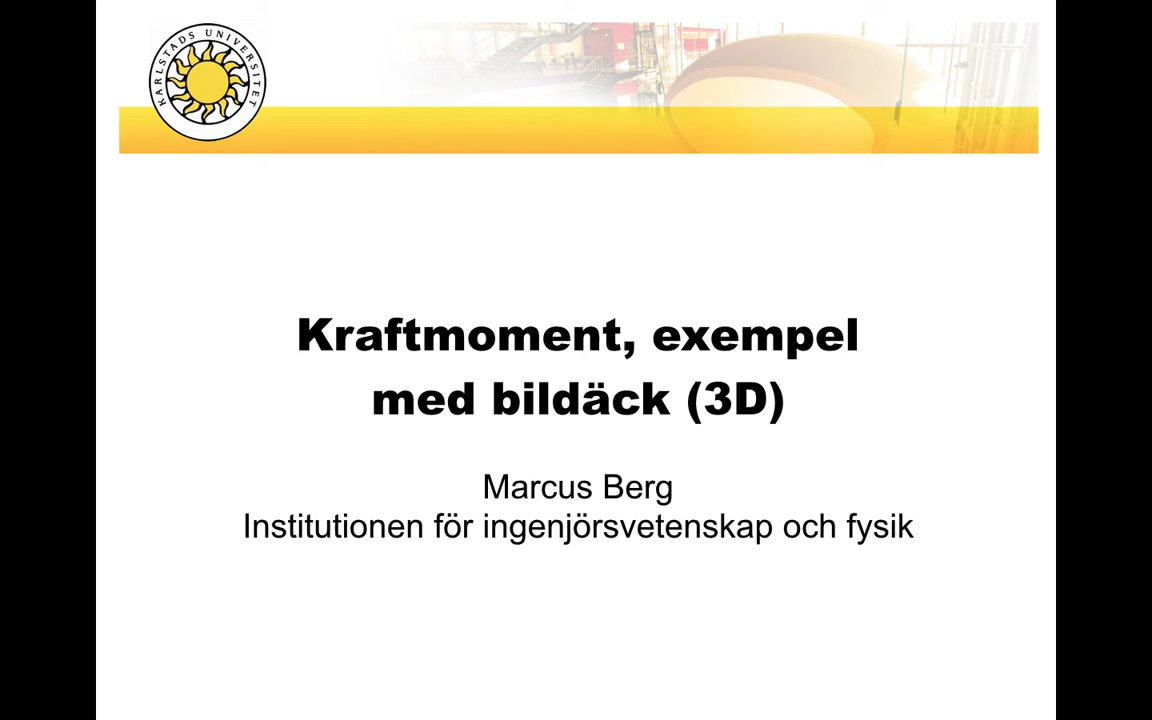 KARLSTADS UNIVERSITET
Kraftmoment, exempel
med bildäck (3D)
Marcus Berg
Institutionen för ingenjörsvetenskap och fysik